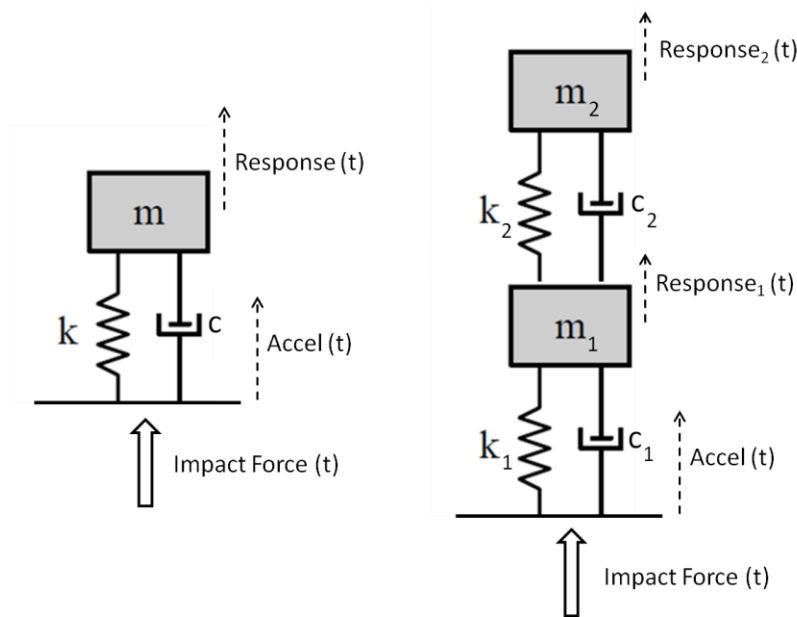 Response (t)
m
k
c
Accel (t)
Impact Force (t)
Response₂ (t)
m₂
k₂
c₂
Response₁ (t)
m₁
k₁
c₁
Accel (t)
Impact Force (t)